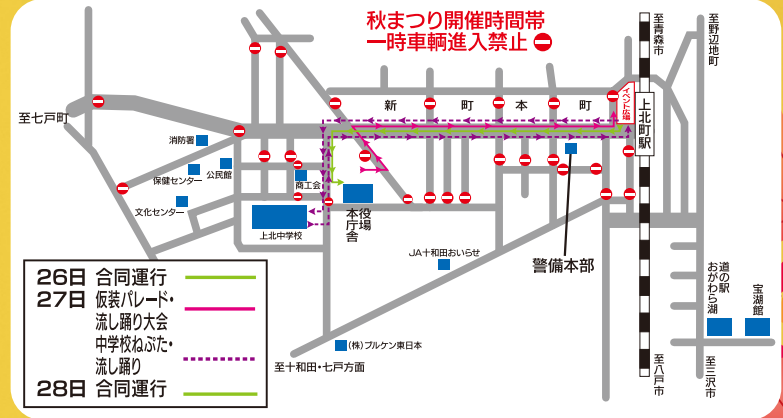 秋まつり開催時間帯
一時車輌進入禁止
至青森市
至野辺地町
至七戸町
新町本町
イベント広場
上北町駅
消防署
公民館
保健センター
商工会
文化センター
上北中学校
役場
本庁舎
警備本部
JA十和田おいらせ
道の駅
おがわら湖
宝湖館
(株)ブルケン東日本
至十和田・七戸方面
至八戸市
至三沢市
26日 合同運行
27日 仮装パレード・
流し踊り大会
中学校ねぶた・
流し踊り
28日 合同運行